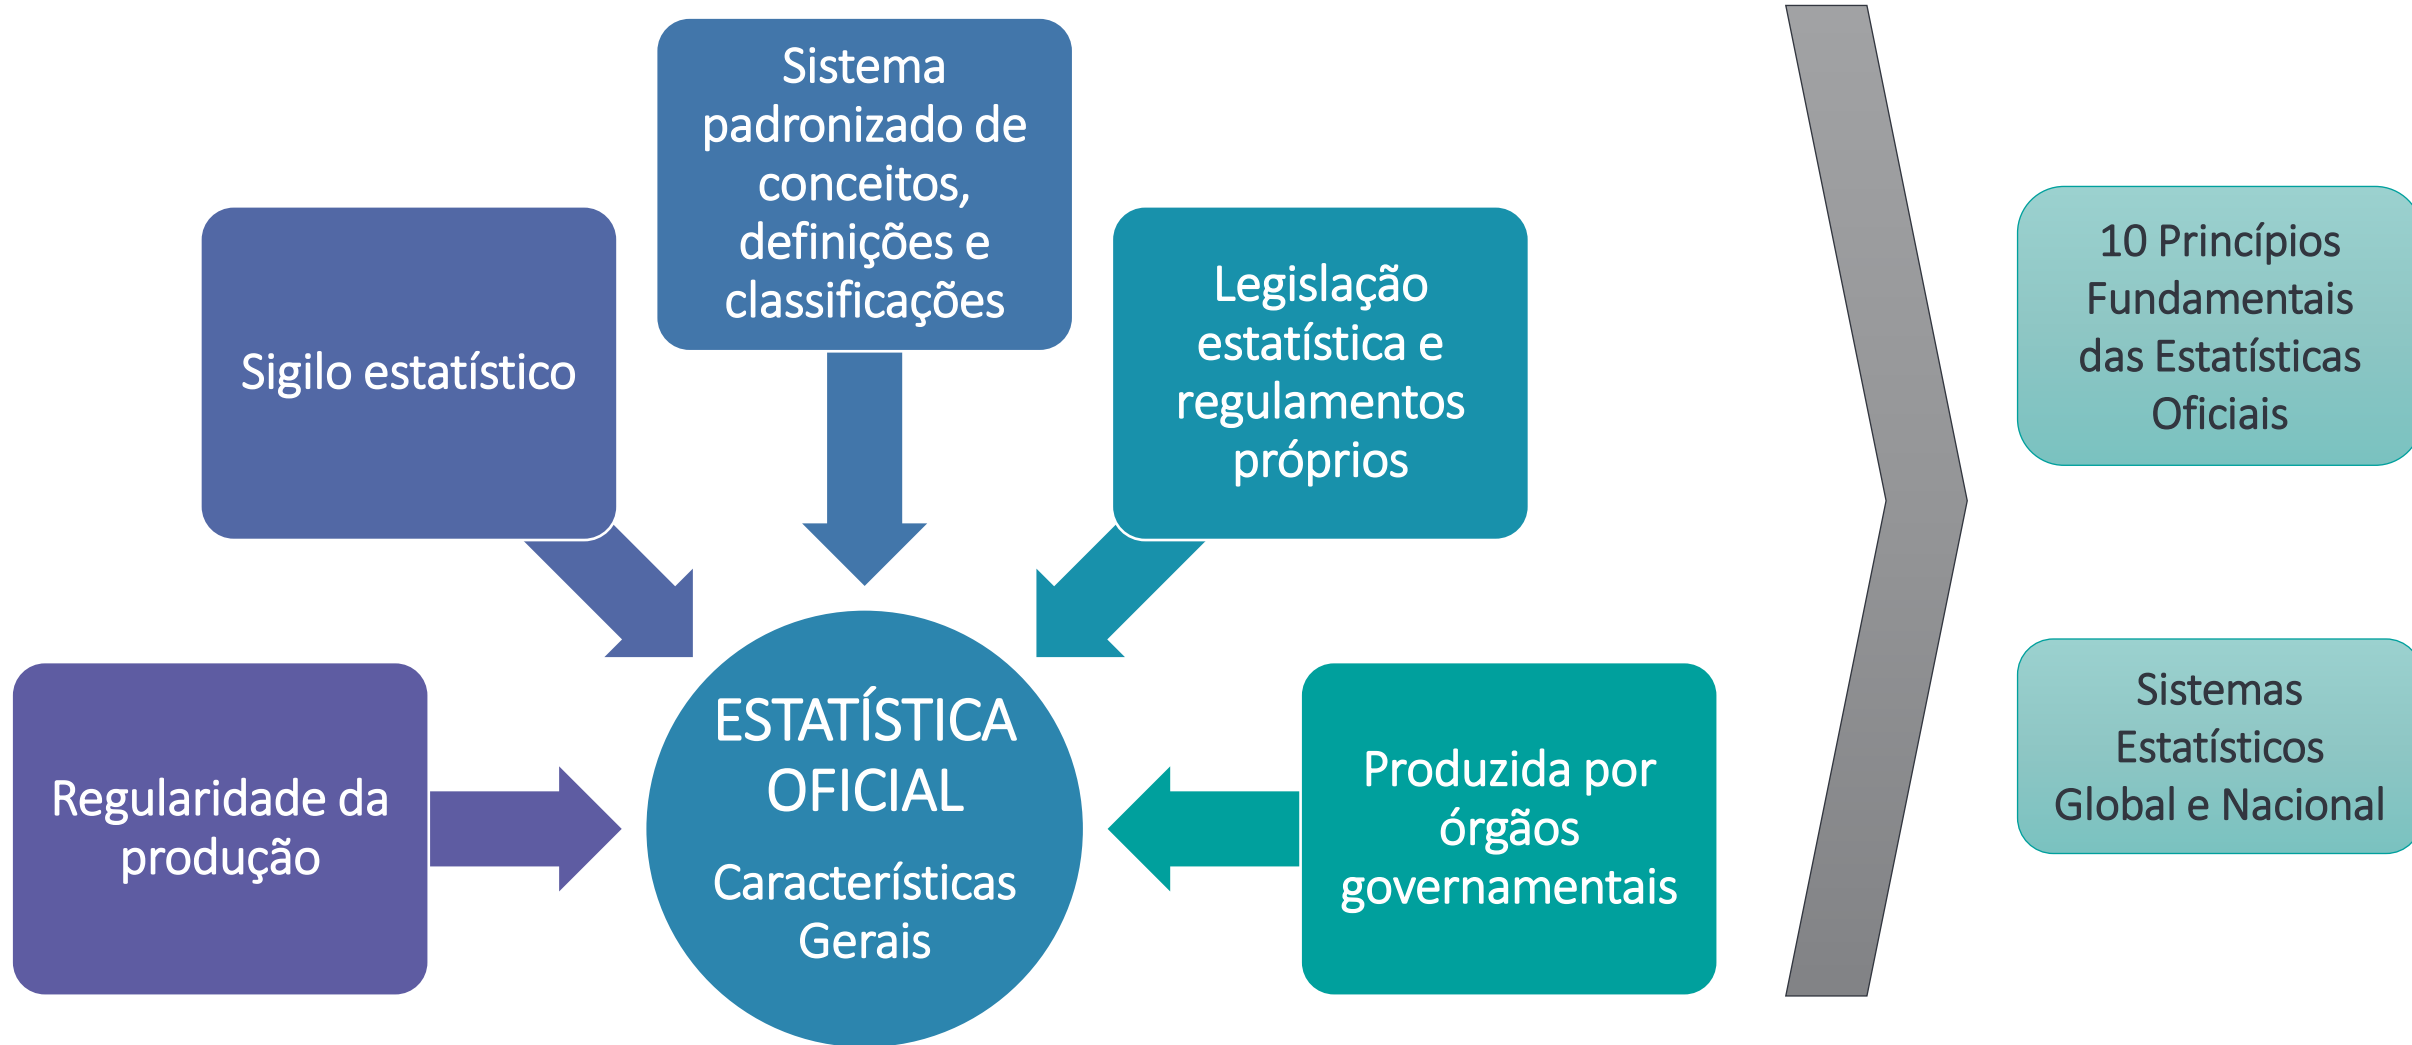 Sistema
padronizado de
conceitos,
definições e
classificações
Sigilo estatístico
Legislação
estatística e
regulamentos
próprios
Regularidade da
produção
ESTATÍSTICA
OFICIAL
Características
Gerais
Produzida por
órgãos
governamentais
10 Princípios
Fundamentais
das Estatísticas
Oficiais
Sistemas
Estatísticos
Global e Nacional